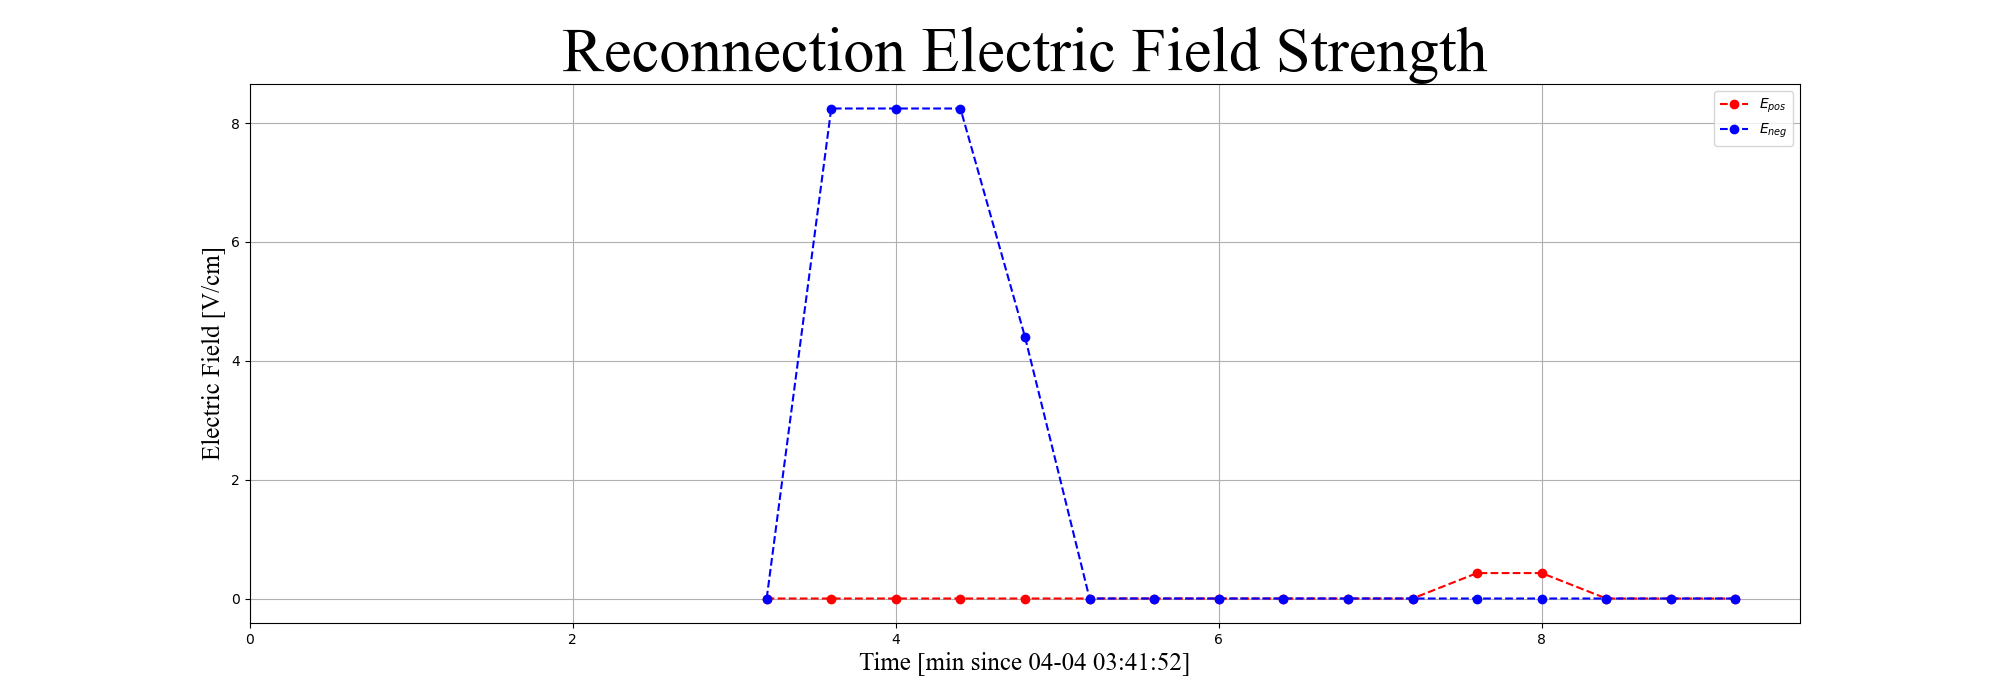 Reconnection Electric Field Strength
E_pos
E_neg
8
6
4
2
0
Electric Field [V/cm]
0 2 4 6 8
Time [min since 04-04 03:41:52]